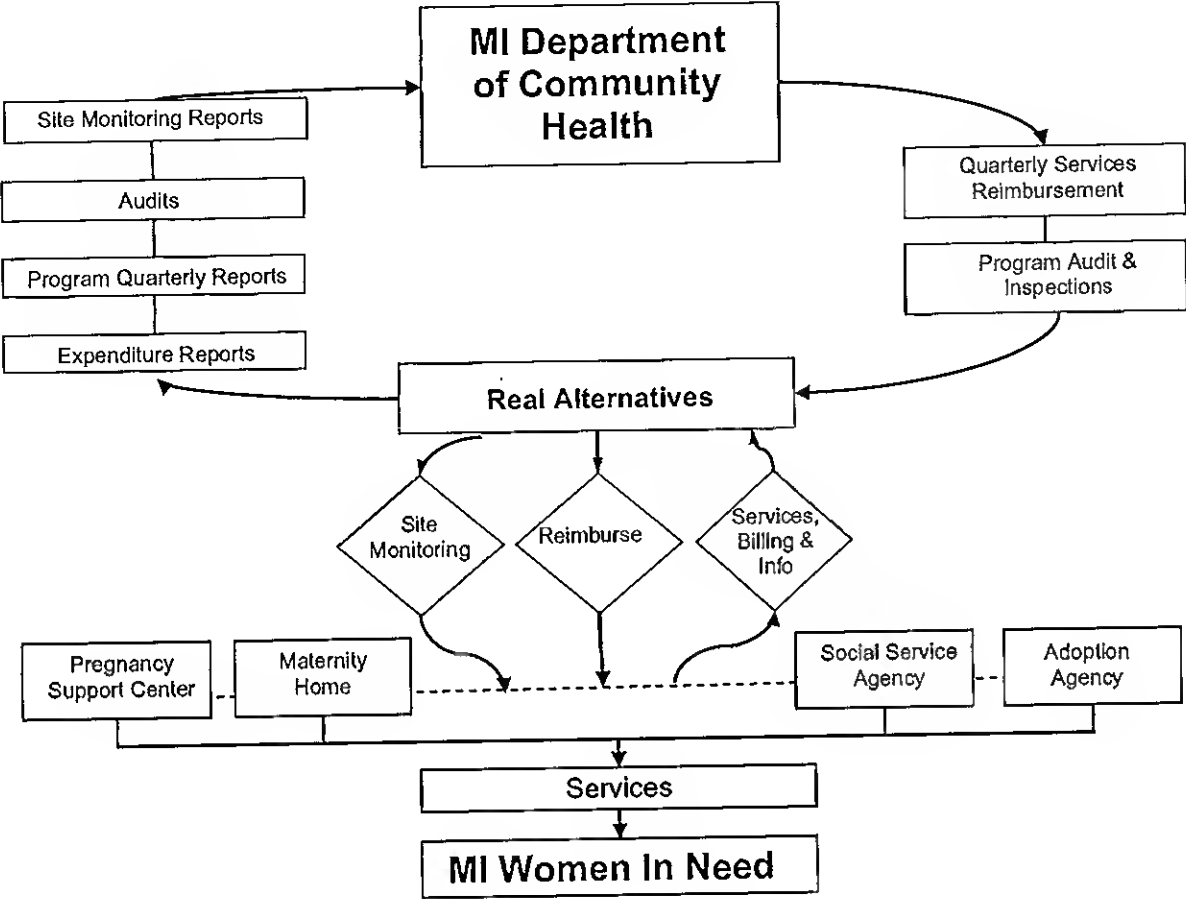 MI Department
of Community
Health
Site Monitoring Reports
Audits
Program Quarterly Reports
Expenditure Reports
Quarterly Services
Reimbursement
Program Audit &
Inspections
Real Alternatives
Site
Monitoring
Reimburse
Services,
Billing &
Info
Pregnancy
Support Center
Maternity
Home
Social Service
Agency
Adoption
Agency
Services
MI Women In Need